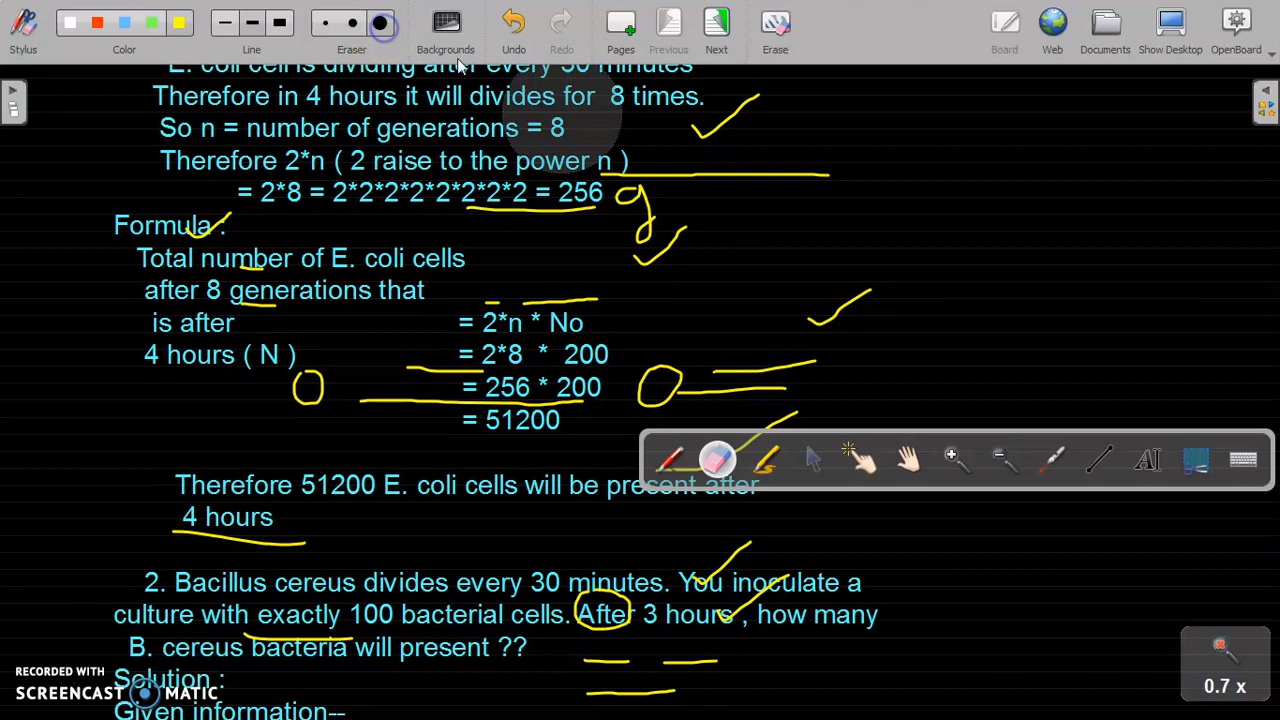 Stylus Color Line Eraser Backgrounds Undo Redo Pages Previous Next Erase Board Web Documents Show Desktop OpenBoard
E. coli cell is dividing after every 30 minutes
Therefore in 4 hours it will divides for 8 times.
So n = number of generations = 8
Therefore 2*n ( 2 raise to the power n )
= 2*8 = 2*2*2*2*2*2*2*2 = 256
g
Formula :
Total number of E. coli cells
after 8 generations that
is after = 2*n * No
4 hours ( N ) = 2*8 * 200
= 256 * 200
= 51200
Therefore 51200 E. coli cells will be present after
4 hours
2. Bacillus cereus divides every 30 minutes. You inoculate a
culture with exactly 100 bacterial cells. After 3 hours , how many
B. cereus bacteria will present ??
Solution :
Given information--
RECORDED WITH
SCREENCAST MATIC
0.7 x